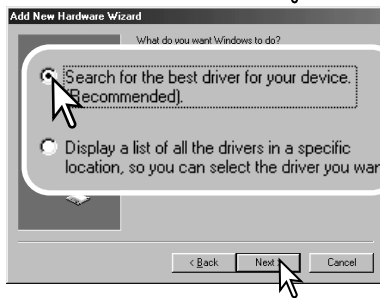 Add New Hardware Wizard
What do you want Windows to do?
Search for the best driver for your device.
(Recommended).
Display a list of all the drivers in a specific
location, so you can select the driver you wan
< Back
Next >
Cancel